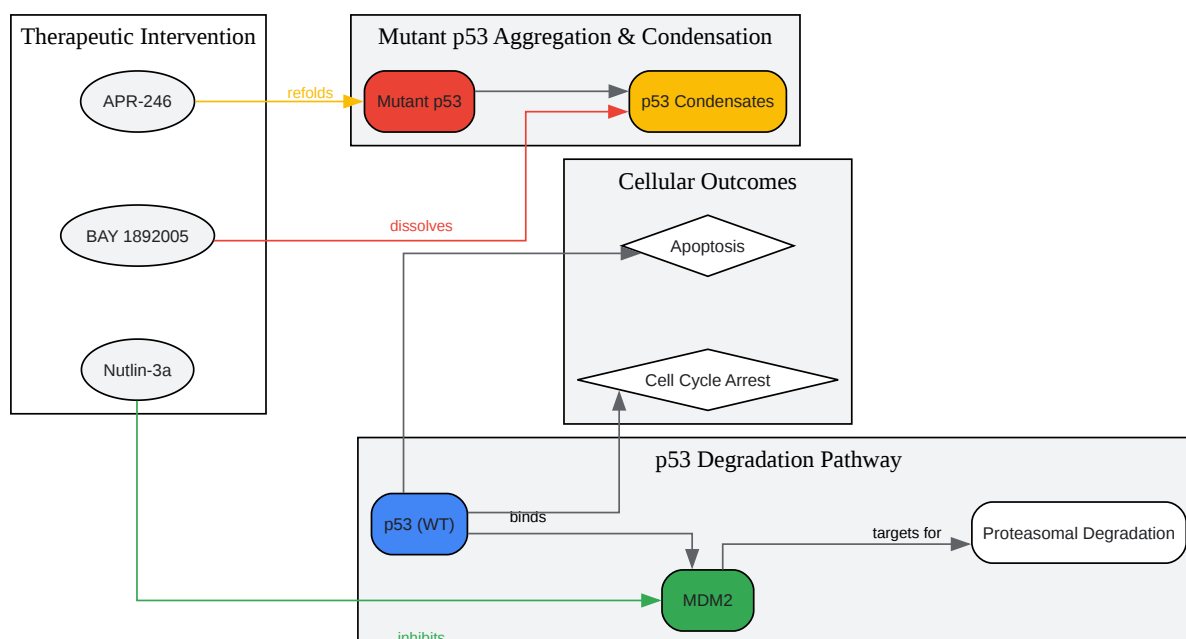 Therapeutic Intervention
APR-246
BAY 1892005
Nutlin-3a
refolds
dissolves
Mutant p53 Aggregation & Condensation
Mutant p53
p53 Condensates
Cellular Outcomes
Apoptosis
Cell Cycle Arrest
p53 Degradation Pathway
p53 (WT)
binds
targets for
Proteasomal Degradation
MDM2
inhibits